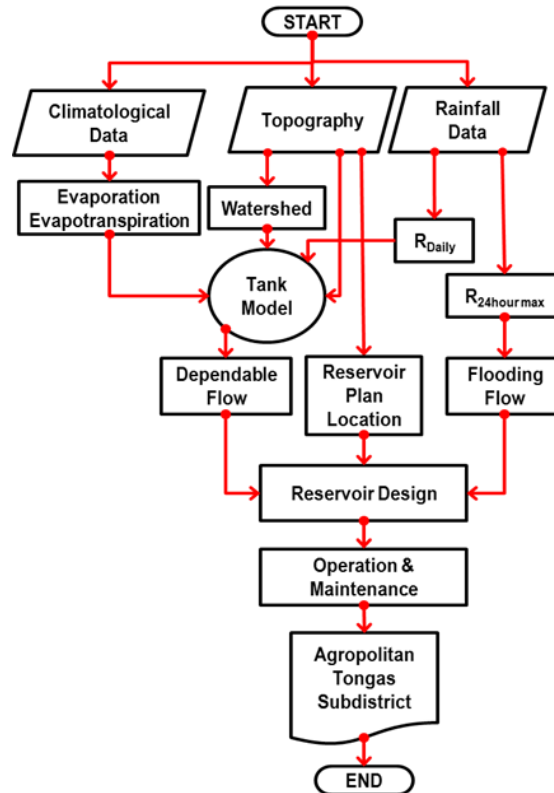 START
Climatological
Data
Topography
Rainfall
Data
Evaporation
Evapotranspiration
Watershed
RDaily
Tank
Model
R24hour max
Dependable
Flow
Reservoir
Plan
Location
Flooding
Flow
Reservoir Design
Operation &
Maintenance
Agropolitan
Tongas
Subdistrict
END